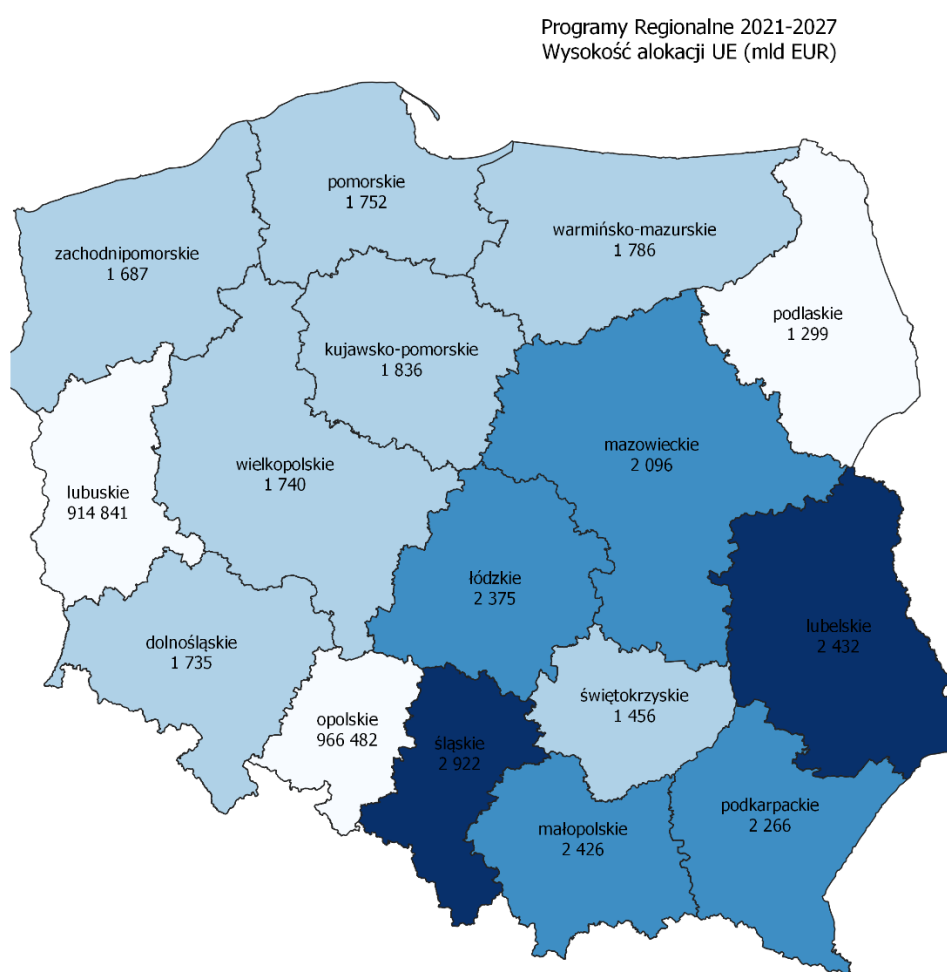 Programy Regionalne 2021-2027
Wysokość alokacji UE (mld EUR)
pomorskie
1 752
warmińsko-mazurskie
1 786
zachodniopomorskie
1 687
podlaskie
1 299
kujawsko-pomorskie
1 836
mazowieckie
2 096
wielkopolskie
1 740
lubuskie
914 841
łódzkie
2 375
lubelskie
2 432
dolnośląskie
1 735
świętokrzyskie
1 456
opolskie
966 482
śląskie
2 922
podkarpackie
2 266
małopolskie
2 426